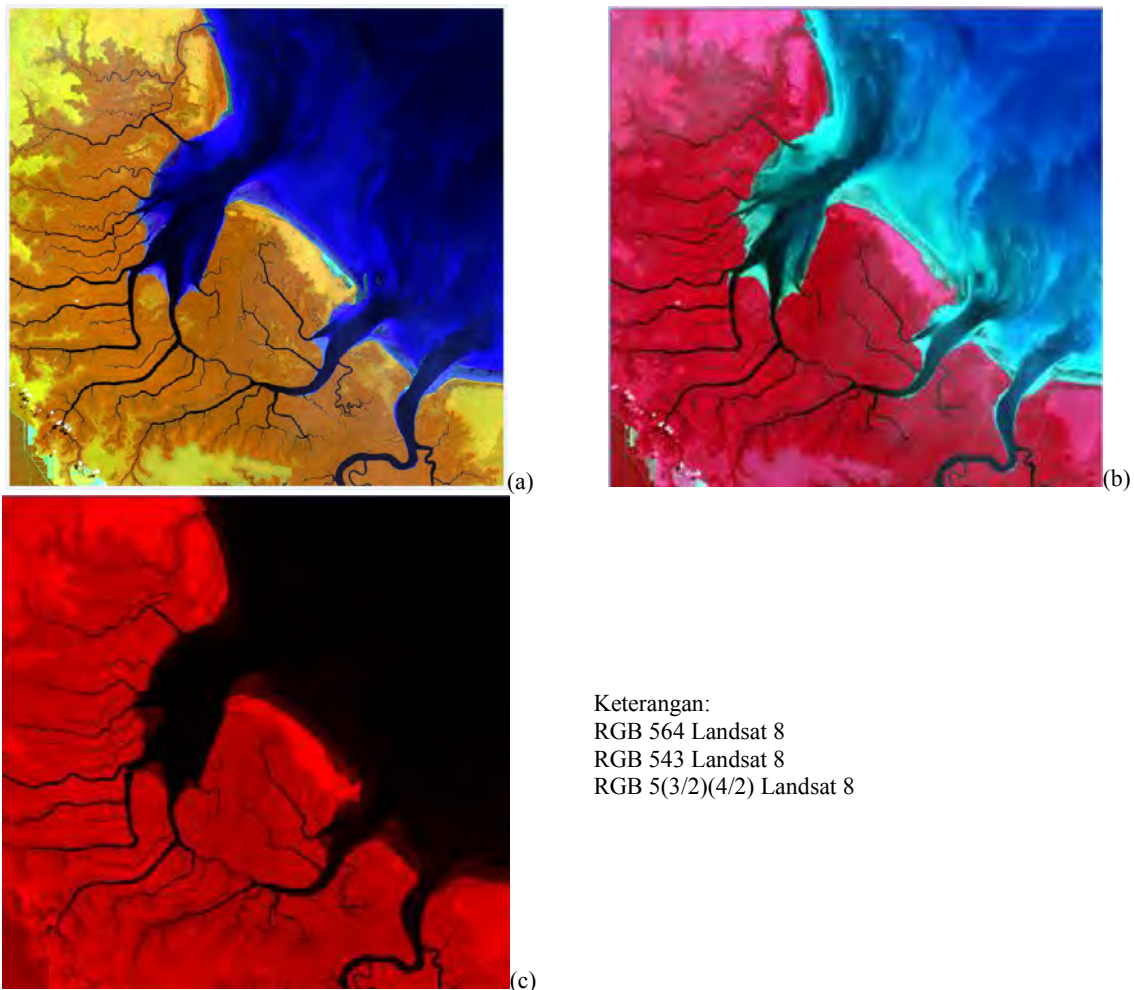 (a)
(b)
(c)
Keterangan:
RGB 564 Landsat 8
RGB 543 Landsat 8
RGB 5(3/2)(4/2) Landsat 8